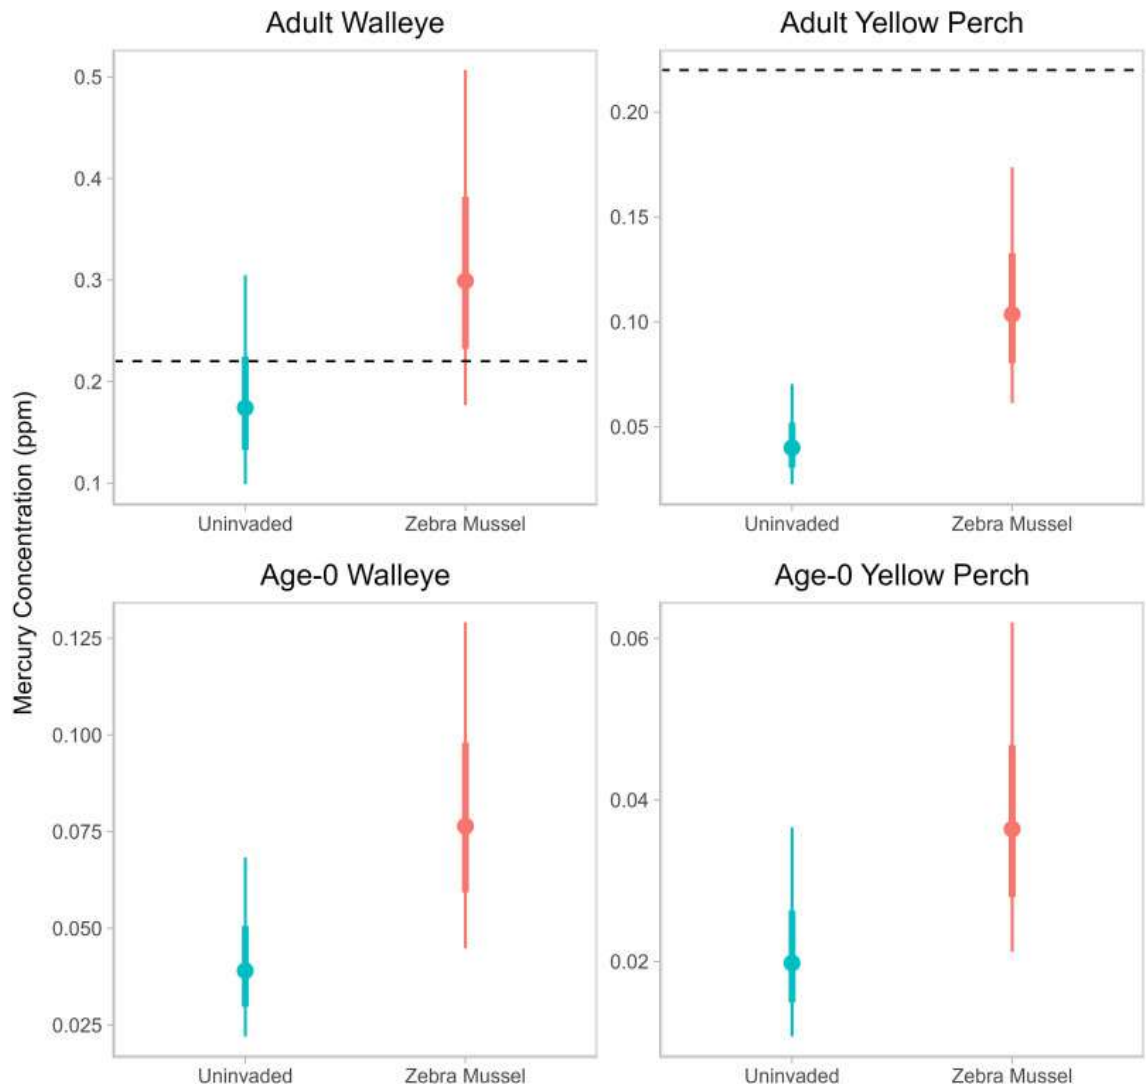 Adult Walleye
Adult Yellow Perch
Mercury Concentration (ppm)
0.5
0.4
0.3
0.2
0.1
0.20
0.15
0.10
0.05
Uninvaded
Zebra Mussel
Uninvaded
Zebra Mussel
Age-0 Walleye
Age-0 Yellow Perch
0.125
0.100
0.075
0.050
0.025
0.06
0.04
0.02
Uninvaded
Zebra Mussel
Uninvaded
Zebra Mussel